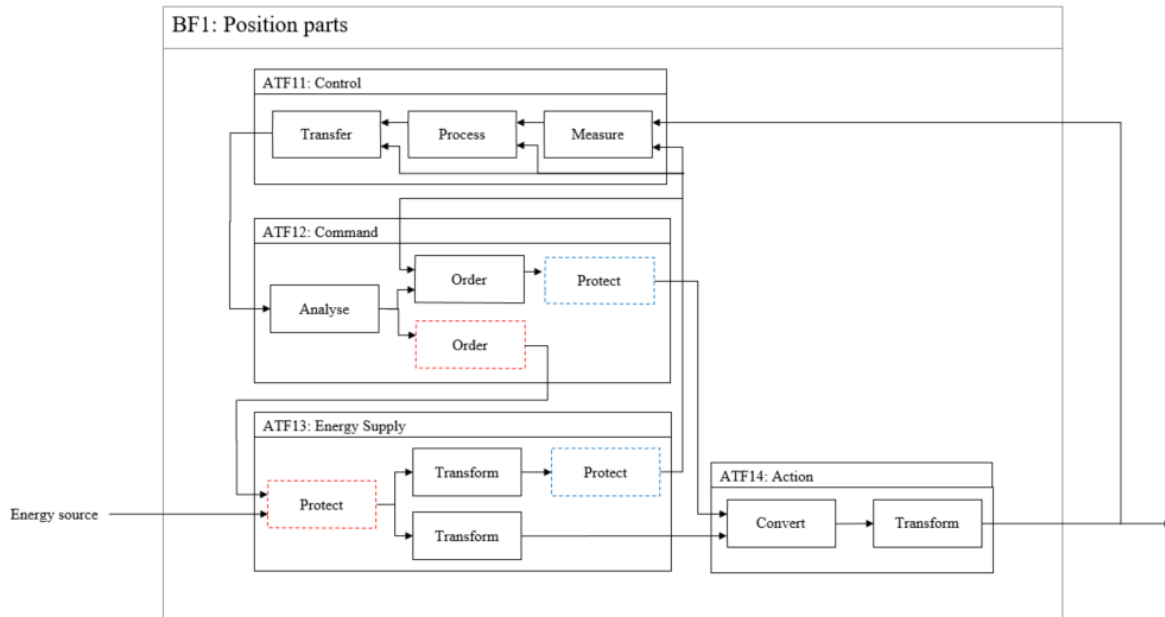 BF1: Position parts
ATF11: Control
Transfer
Process
Measure
ATF12: Command
Order
Protect
Analyse
Order
ATF13: Energy Supply
Transform
Protect
Protect
Transform
Energy source
ATF14: Action
Convert
Transform